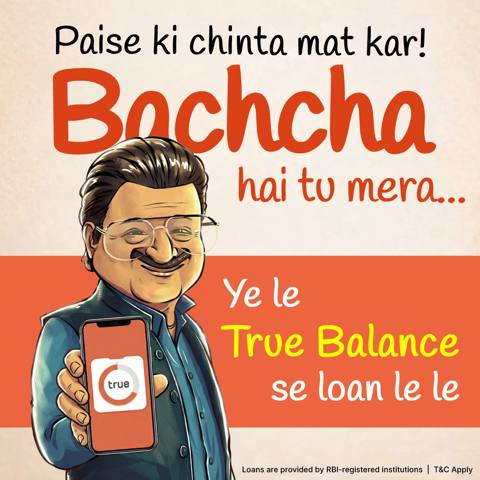 Paise ki chinta mat kar!
Bachcha
hai tu mera...
Ye le
True Balance
se loan le le
true
Loans are provided by RBI-registered institutions | T&C Apply